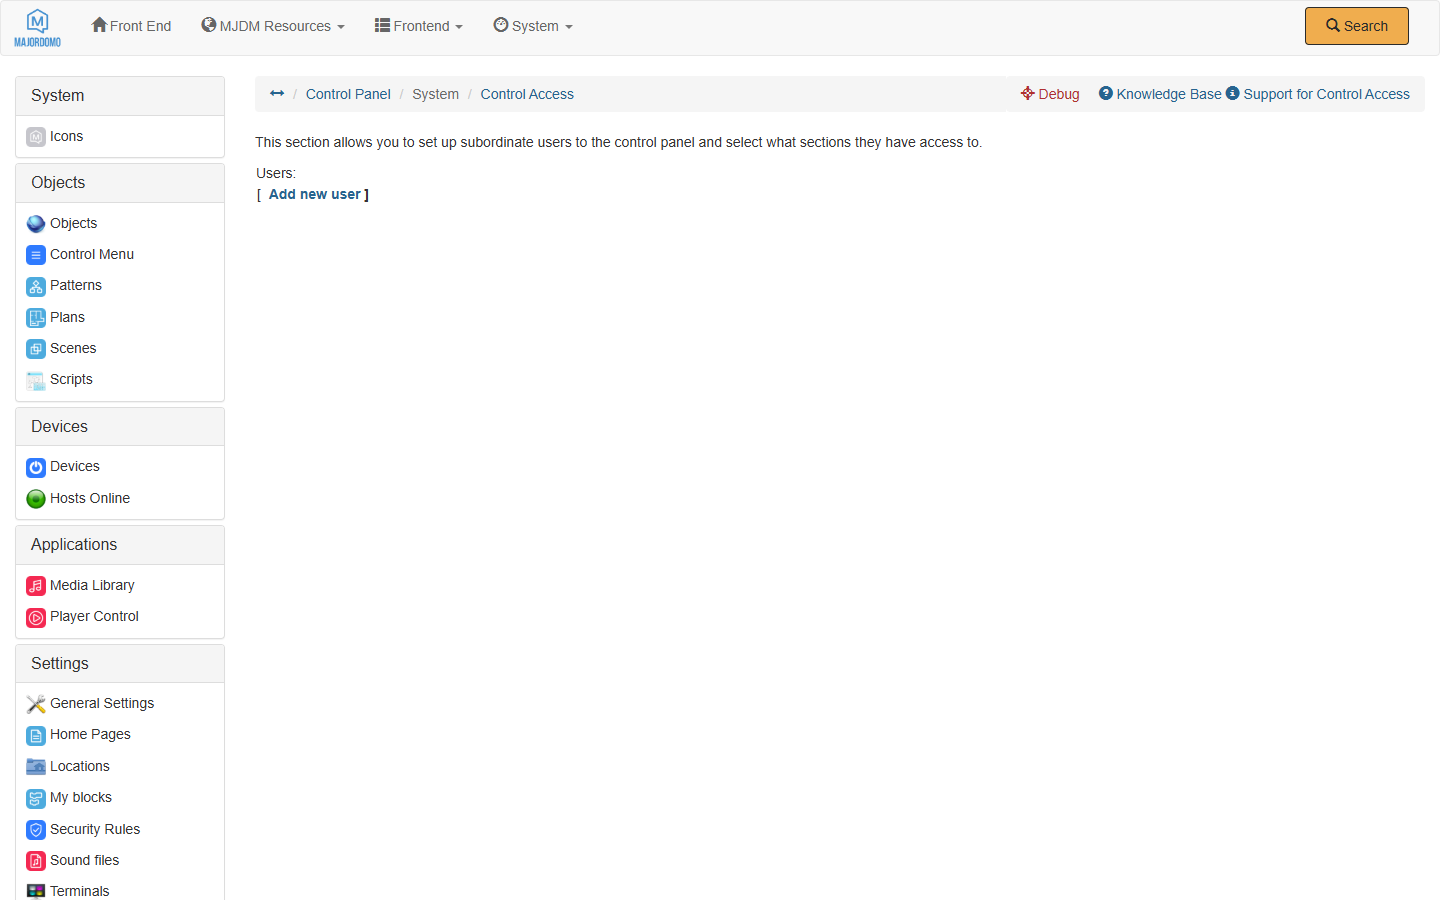 MAJORDOMO
Front End
MJDM Resources
Frontend
System
Search
System
Icons
Objects
Objects
Control Menu
Patterns
Plans
Scenes
Scripts
Devices
Devices
Hosts Online
Applications
Media Library
Player Control
Settings
General Settings
Home Pages
Locations
My blocks
Security Rules
Sound files
Terminals
/ Control Panel / System / Control Access
Debug
Knowledge Base
Support for Control Access
This section allows you to set up subordinate users to the control panel and select what sections they have access to.
Users:
[ Add new user ]